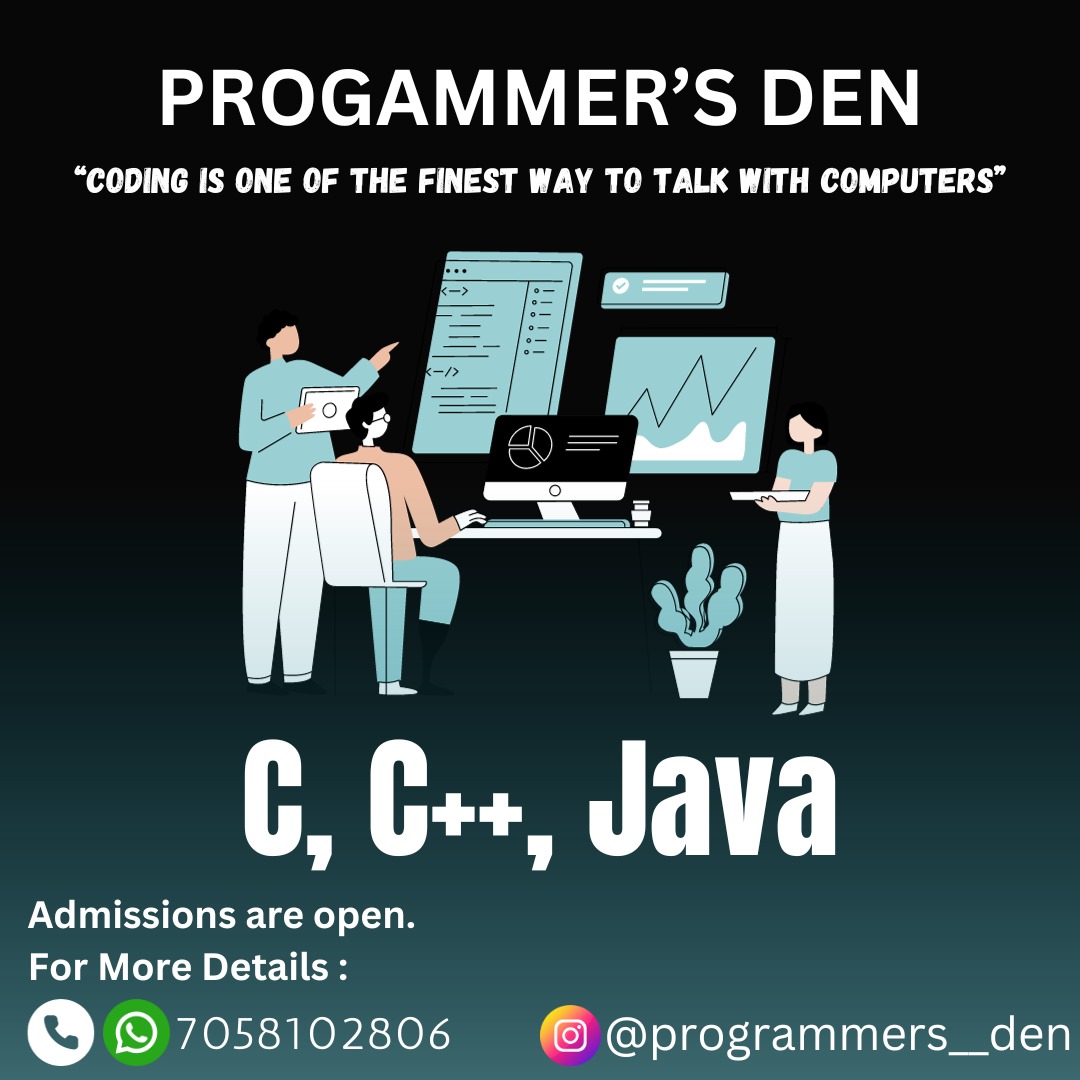 PROGAMMER’S DEN
“CODING IS ONE OF THE FINEST WAY TO TALK WITH COMPUTERS”
C, C++, Java
Admissions are open.
For More Details :
7058102806
@programmers__den